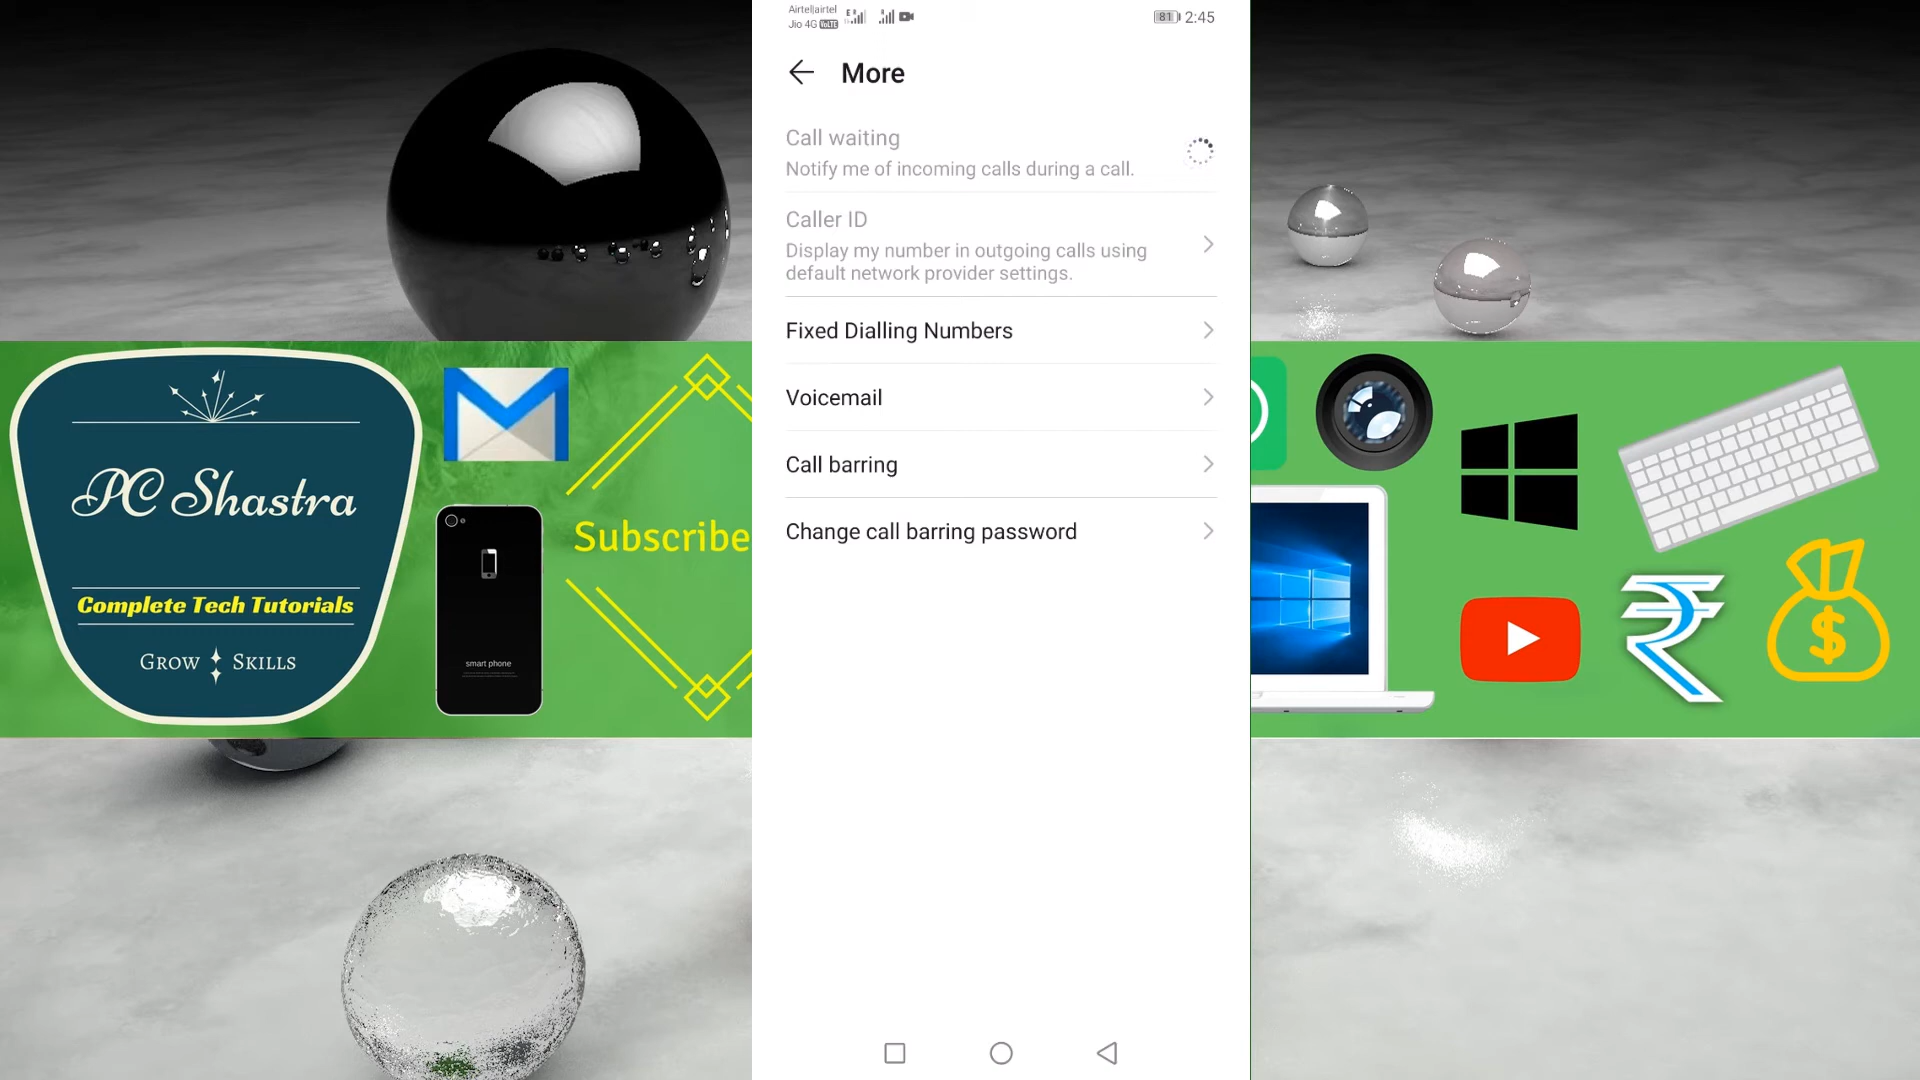 Airtel|airtel
Jio 4G VoLTE
81 2:45
More
Call waiting
Notify me of incoming calls during a call.
Caller ID
Display my number in outgoing calls using
default network provider settings.
Fixed Dialling Numbers
Voicemail
Call barring
Change call barring password
PC Shastra
Complete Tech Tutorials
Grow Skills
smart phone
Subscribe